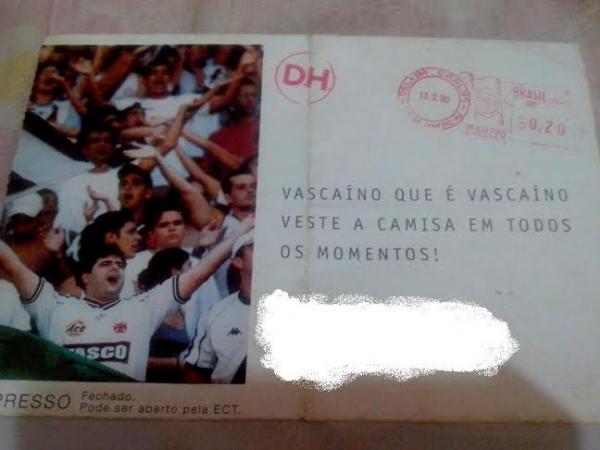 DH
BRASIL
0,20
VASCAÍNO QUE É VASCAÍNO
VESTE A CAMISA EM TODOS
OS MOMENTOS!
Ace
VASCO
PRESSO Fechado.
Pode ser aberto pela ECT.